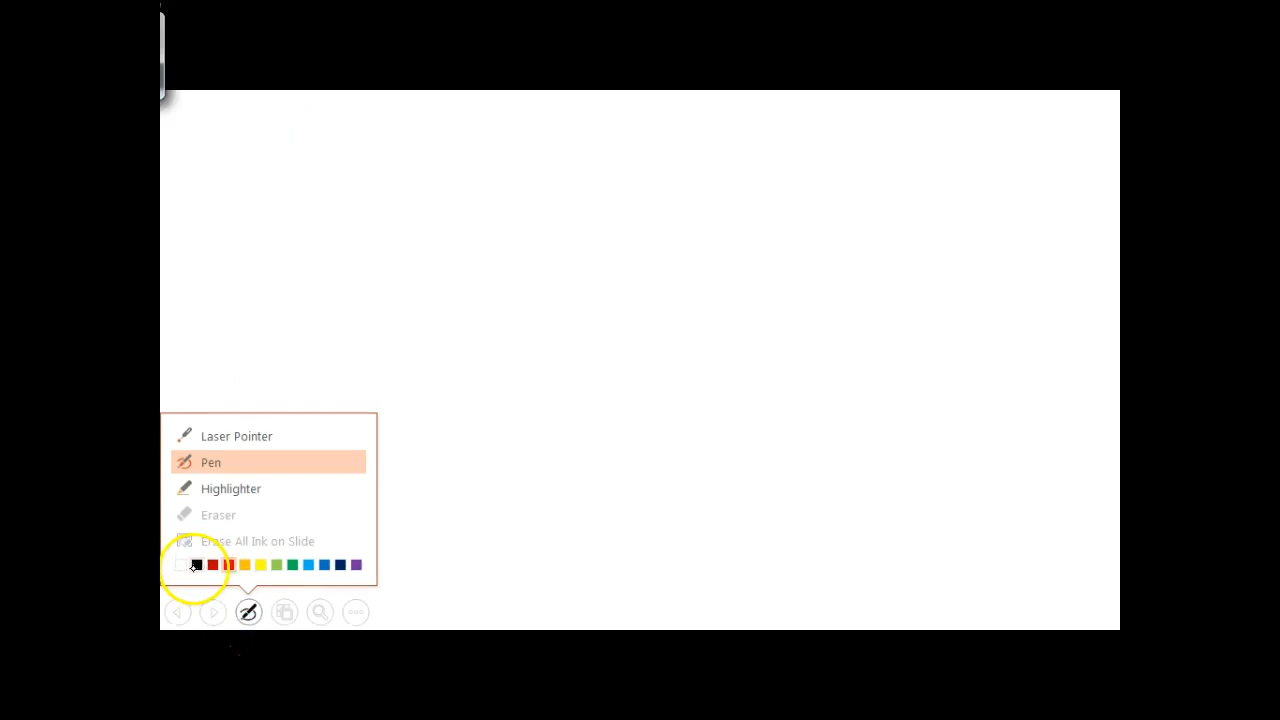 Laser Pointer
Pen
Highlighter
Eraser
Erase All Ink on Slide